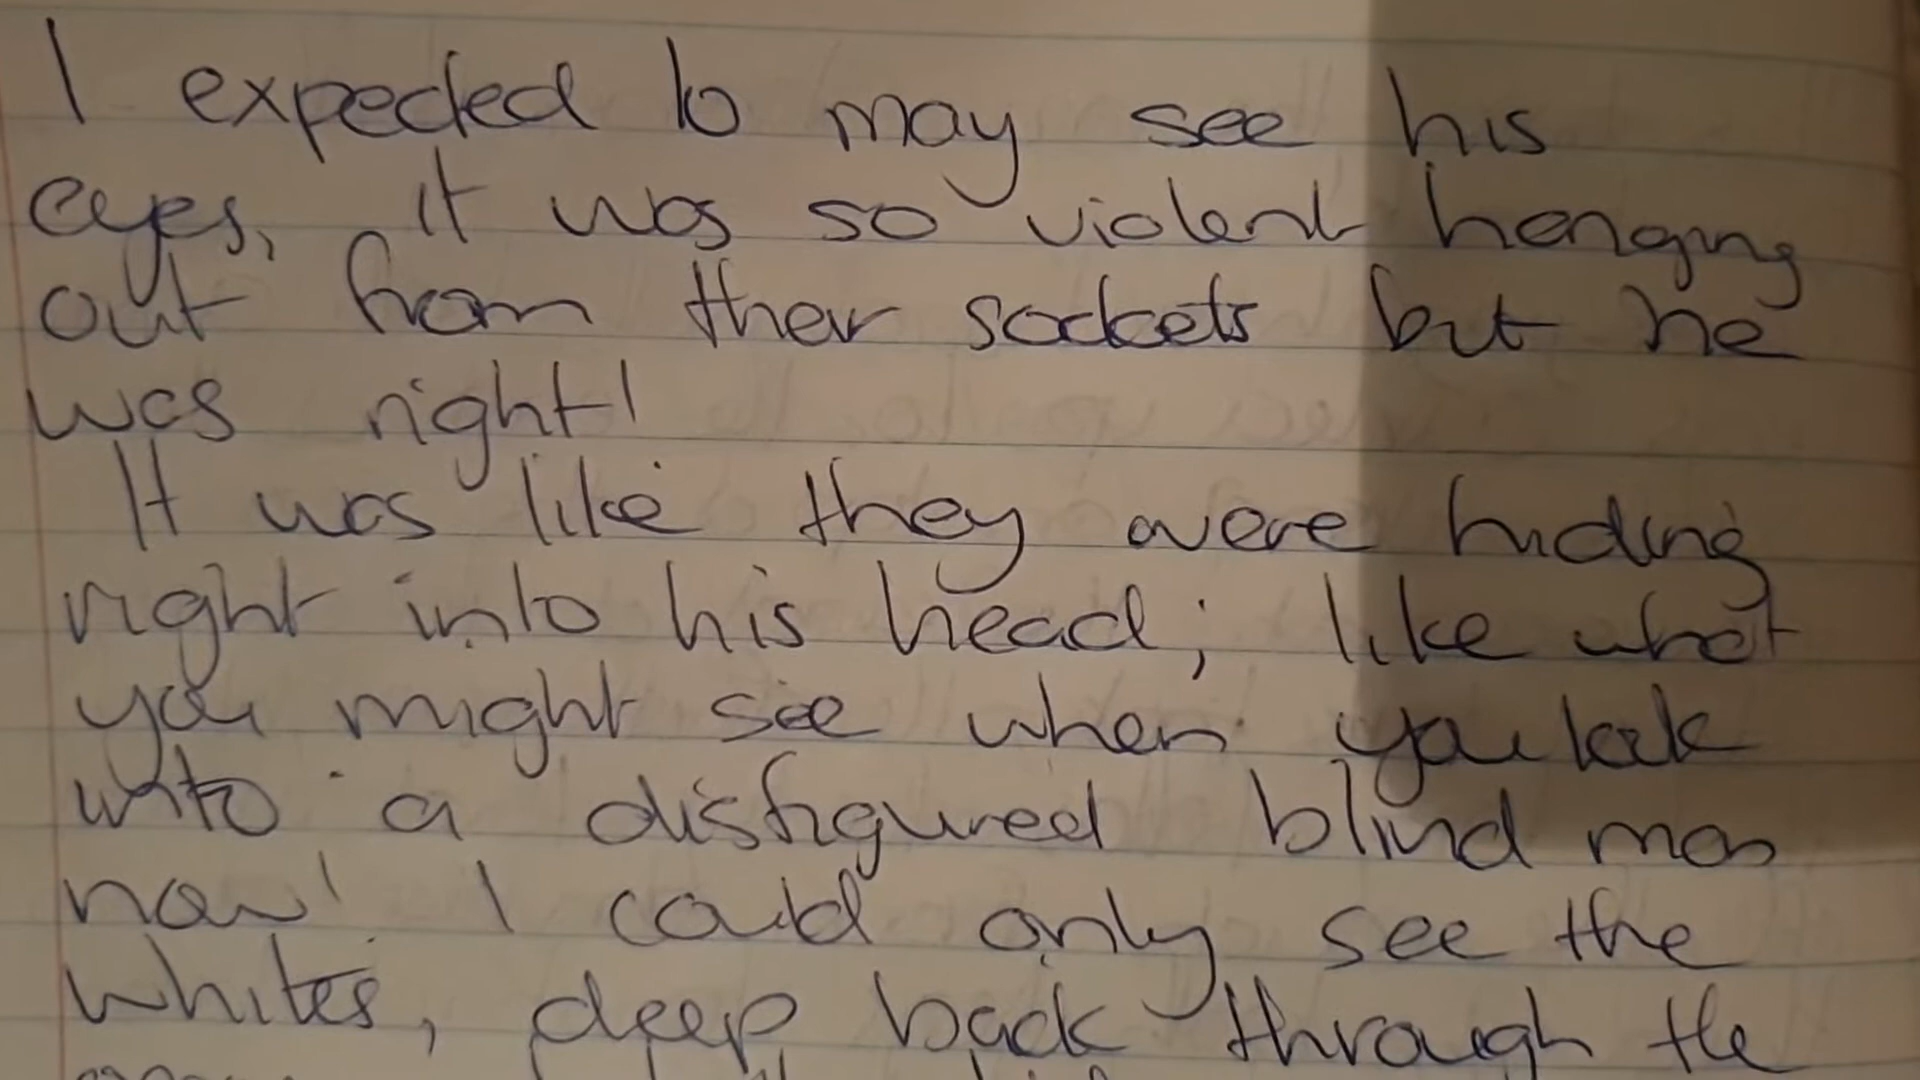 I expected to may see his
eyes, it was so violent hanging
out from their sockets but he
was right!
It was like they were hiding
right into his head; like what
you might see when you look
into a disfigured blind man
now! I could only see the
whites, deep back through the